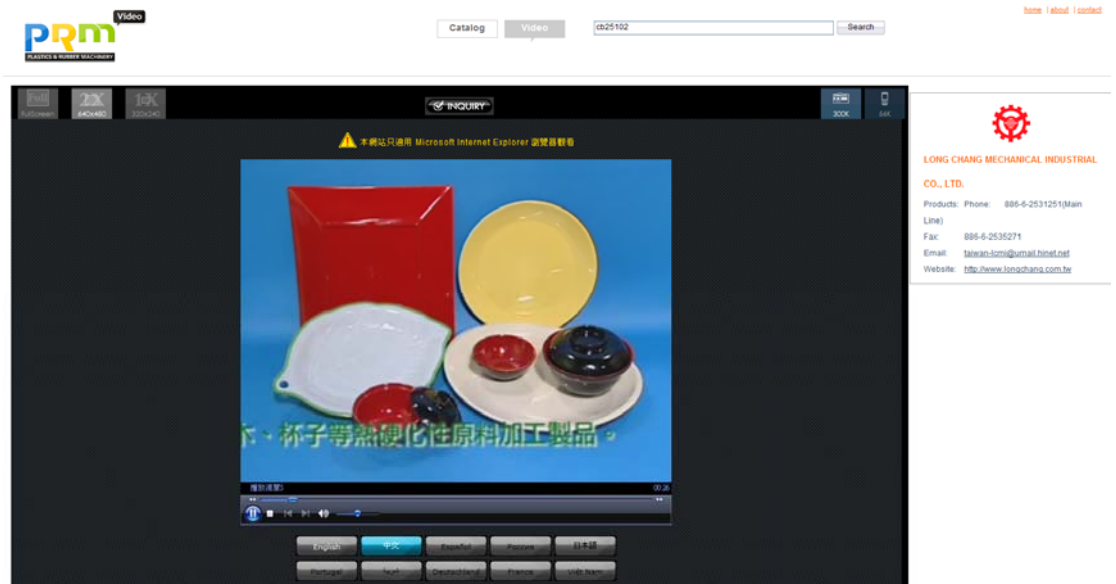 home | about | contact
Video
PRM
PLASTICS & RUBBER MACHINERY
Catalog Video cb25102 Search
Full 2X 1X
FullScreen 640x480 320x240
INQUIRY
300K 56K
本網站只適用 Microsoft Internet Explorer 瀏覽器觀看
LONG CHANG MECHANICAL INDUSTRIAL
CO., LTD.
Products: Phone: 886-6-2531251(Main
Line)
Fax: 886-6-2535271
Email: taiwan-lcmi@umail.hinet.net
Website: http://www.longchang.com.tw
木、杯子等熱硬化性原料加工製品。
00:26
English 中文 Español Россия 日本語
Portugal Deutschland France Việt Nam